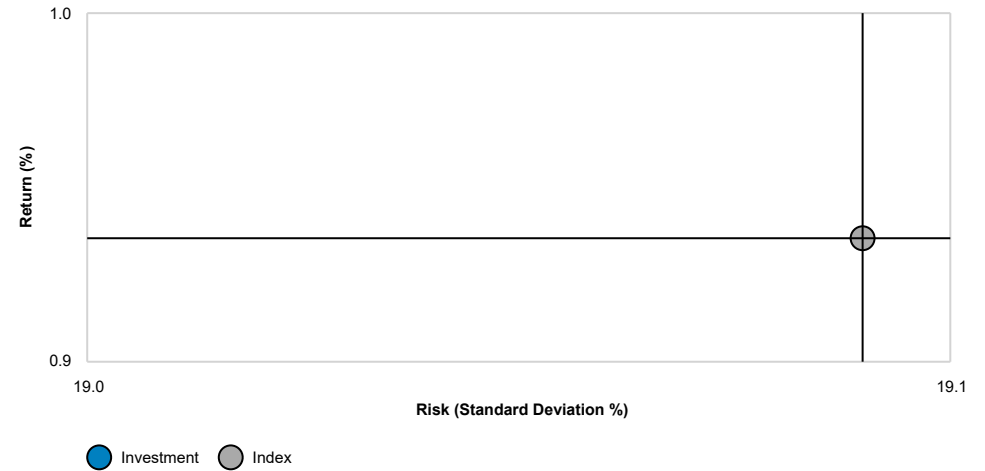 1.0
Return (%)
0.9
19.0
19.1
Risk (Standard Deviation %)
Investment
Index